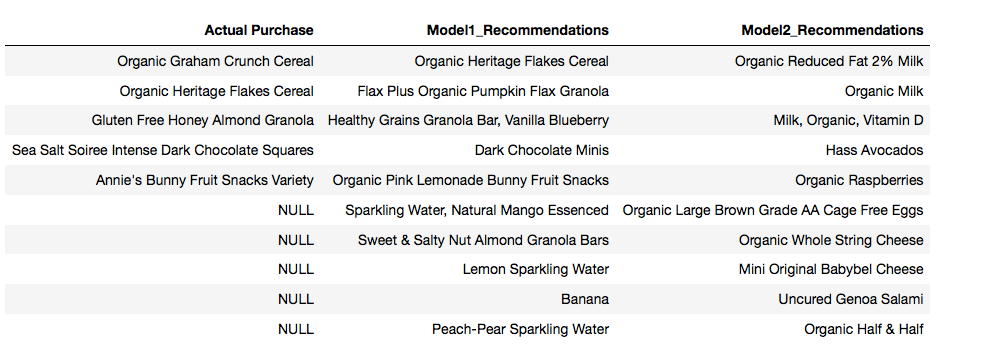 Actual Purchase Model1_Recommendations Model2_Recommendations
Organic Graham Crunch Cereal Organic Heritage Flakes Cereal Organic Reduced Fat 2% Milk
Organic Heritage Flakes Cereal Flax Plus Organic Pumpkin Flax Granola Organic Milk
Gluten Free Honey Almond Granola Healthy Grains Granola Bar, Vanilla Blueberry Milk, Organic, Vitamin D
Sea Salt Soiree Intense Dark Chocolate Squares Dark Chocolate Minis Hass Avocados
Annie's Bunny Fruit Snacks Variety Organic Pink Lemonade Bunny Fruit Snacks Organic Raspberries
NULL Sparkling Water, Natural Mango Essenced Organic Large Brown Grade AA Cage Free Eggs
NULL Sweet & Salty Nut Almond Granola Bars Organic Whole String Cheese
NULL Lemon Sparkling Water Mini Original Babybel Cheese
NULL Banana Uncured Genoa Salami
NULL Peach-Pear Sparkling Water Organic Half & Half